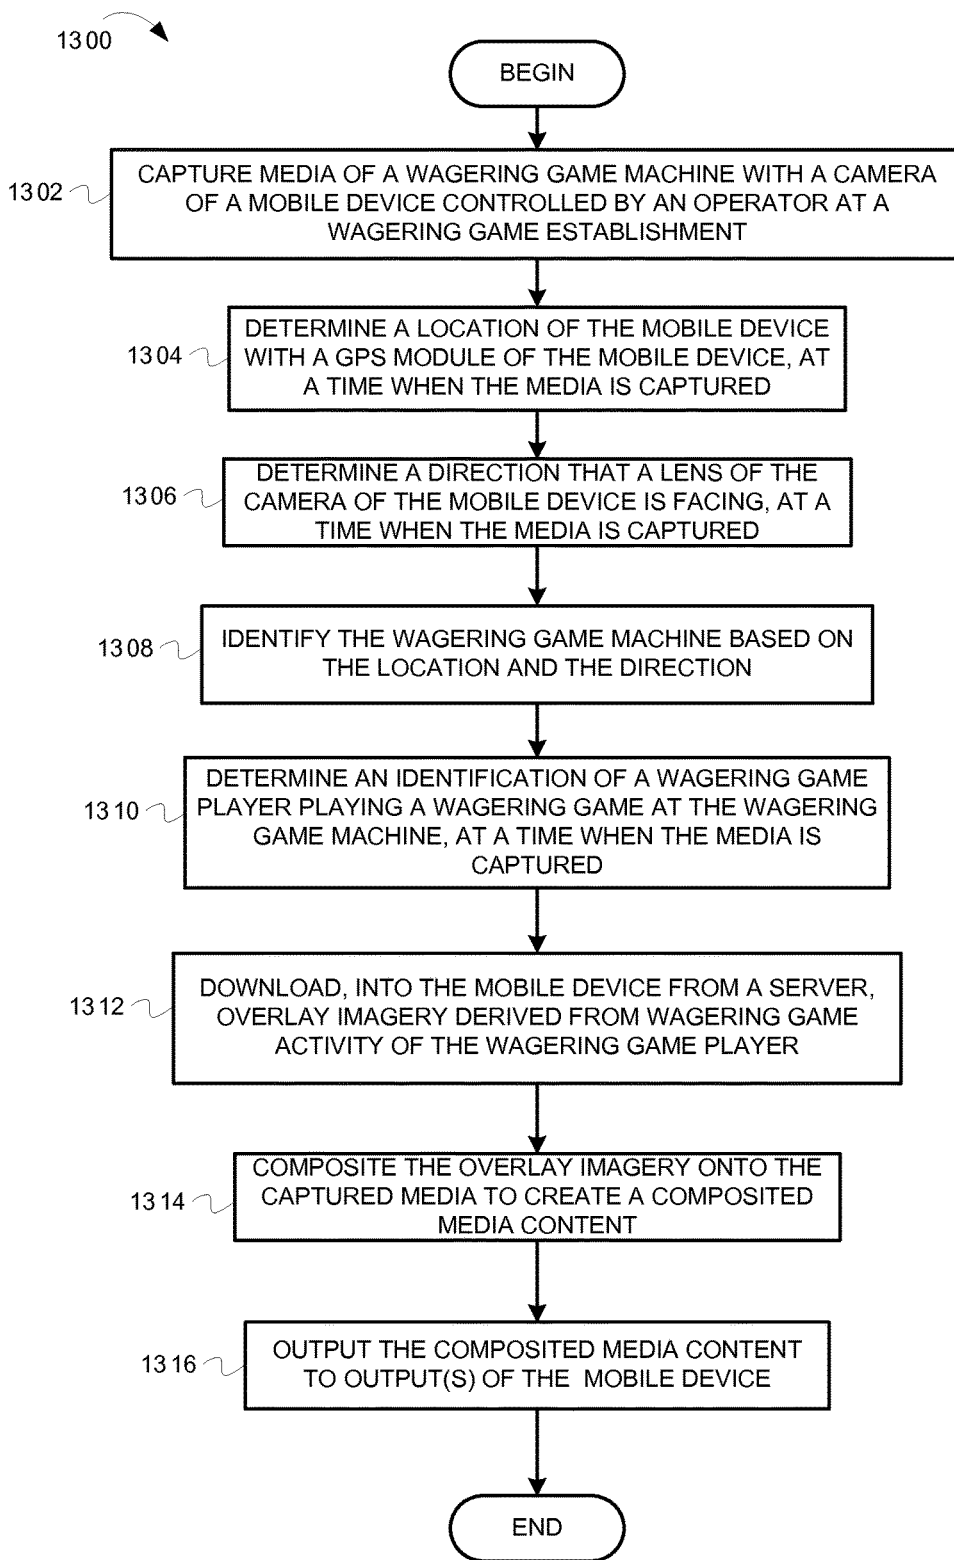 1300
BEGIN
1302
CAPTURE MEDIA OF A WAGERING GAME MACHINE WITH A CAMERA
OF A MOBILE DEVICE CONTROLLED BY AN OPERATOR AT A
WAGERING GAME ESTABLISHMENT
1304
DETERMINE A LOCATION OF THE MOBILE DEVICE
WITH A GPS MODULE OF THE MOBILE DEVICE, AT
A TIME WHEN THE MEDIA IS CAPTURED
1306
DETERMINE A DIRECTION THAT A LENS OF THE
CAMERA OF THE MOBILE DEVICE IS FACING, AT A
TIME WHEN THE MEDIA IS CAPTURED
1308
IDENTIFY THE WAGERING GAME MACHINE BASED ON
THE LOCATION AND THE DIRECTION
1310
DETERMINE AN IDENTIFICATION OF A WAGERING GAME
PLAYER PLAYING A WAGERING GAME AT THE WAGERING
GAME MACHINE, AT A TIME WHEN THE MEDIA IS
CAPTURED
1312
DOWNLOAD, INTO THE MOBILE DEVICE FROM A SERVER,
OVERLAY IMAGERY DERIVED FROM WAGERING GAME
ACTIVITY OF THE WAGERING GAME PLAYER
1314
COMPOSITE THE OVERLAY IMAGERY ONTO THE
CAPTURED MEDIA TO CREATE A COMPOSITED
MEDIA CONTENT
1316
OUTPUT THE COMPOSITED MEDIA CONTENT
TO OUTPUT(S) OF THE MOBILE DEVICE
END